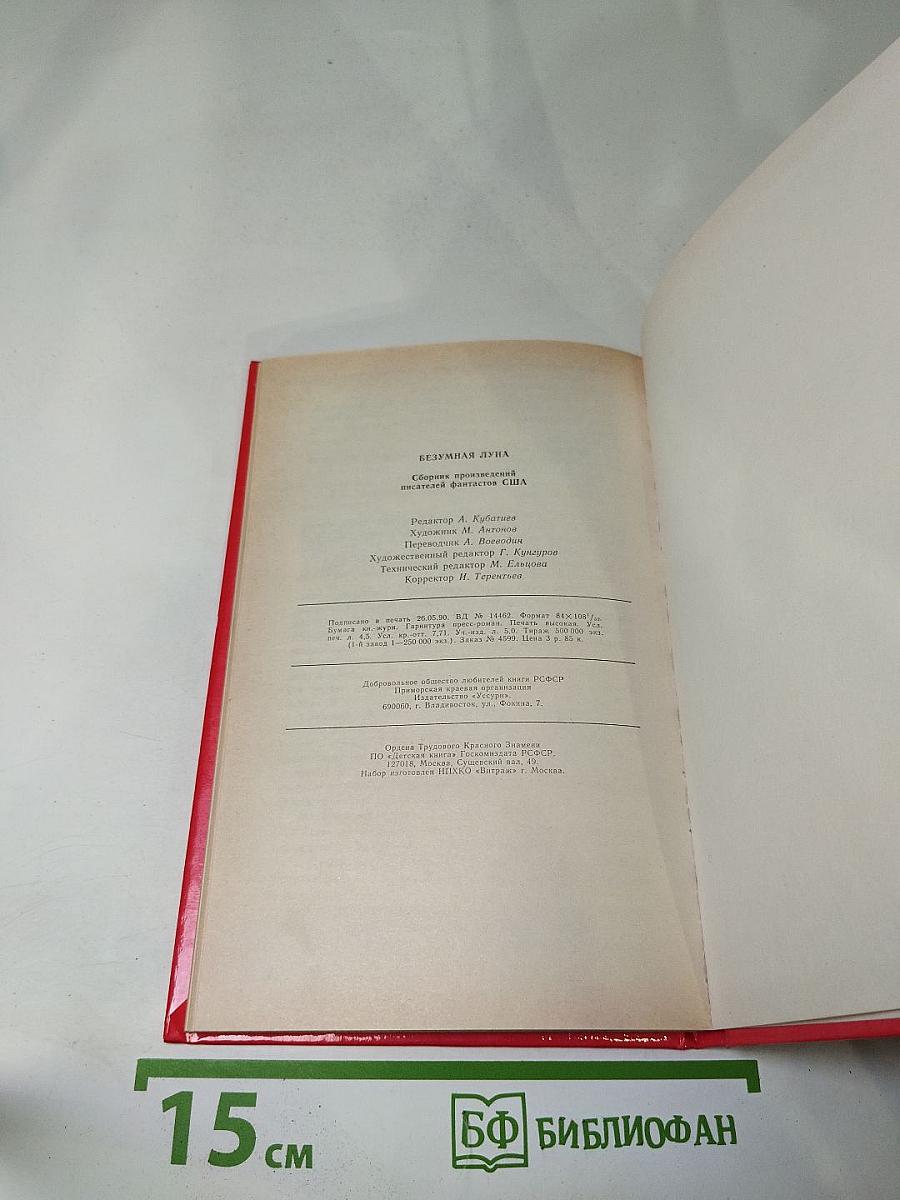 БЕЗУМНАЯ ЛУНА
Сборник произведений
писателей фантастов США
Редактор А. Кубатиев
Художник М. Антонов
Переводчик А. Воеводин
Художественный редактор Г. Кунгуров
Технический редактор М. Ельцова
Корректор И. Терентьев
Подписано в печать 26.05.90. ВД № 14462. Формат 84×108¹/₃₂.
Бумага кн.-журн. Гарнитура пресс-роман. Печать высокая. Усл.
печ. л. 4,5. Усл. кр.-отт. 7,71. Уч.-изд. л. 5,0. Тираж 500 000 экз.
(1-й завод 1—250 000 экз.). Заказ № 4599. Цена 3 р. 85 к.
Добровольное общество любителей книги РСФСР
Приморская краевая организация
Издательство «Уссури»
690060, г. Владивосток, ул., Фокина, 7.
Ордена Трудового Красного Знамени
ПО «Детская книга» Госкомиздата РСФСР.
127018, Москва, Сущевский вал, 49.
Набор изготовлен НПХКО «Витраж» г. Москва.
15 см
БФ БИБЛИОФАН